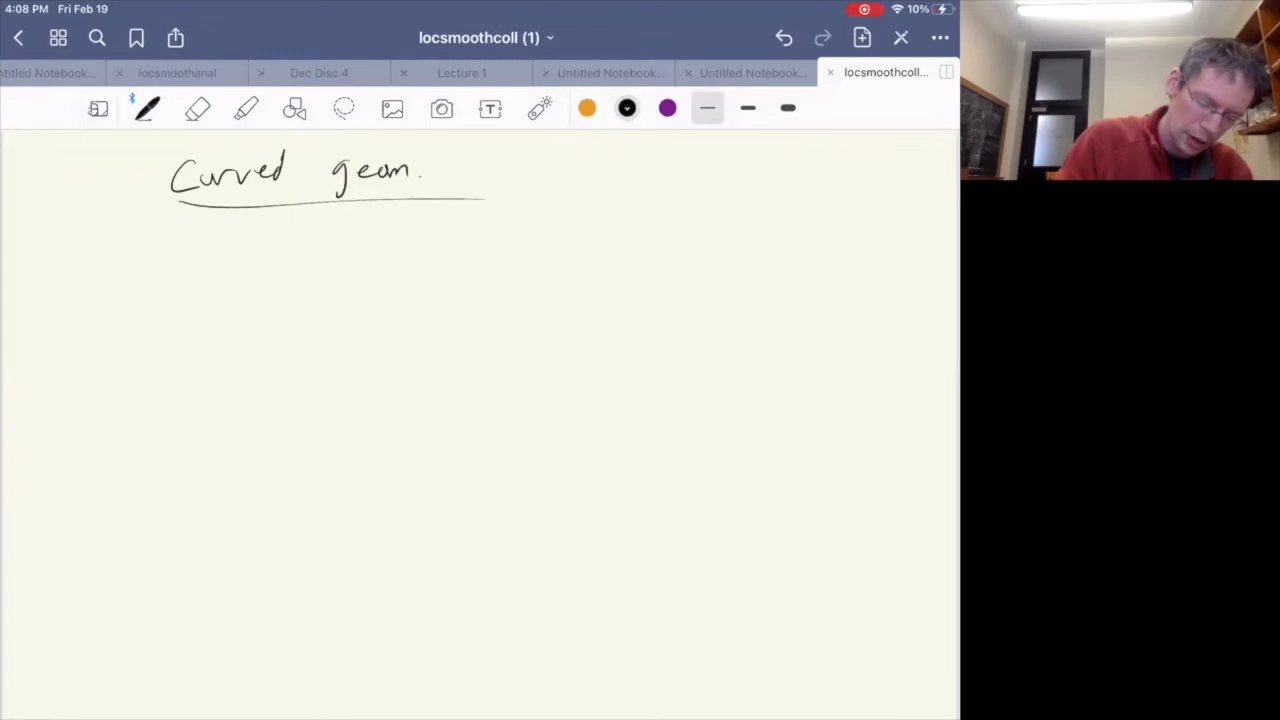 4:08 PM Fri Feb 19
10%
locsmoothcoll (1)
ntitled Notebook...
locsmoothanal
Dec Disc 4
Lecture 1
Untitled Notebook...
Untitled Notebook...
locsmoothcoll...
T
Curved geom.